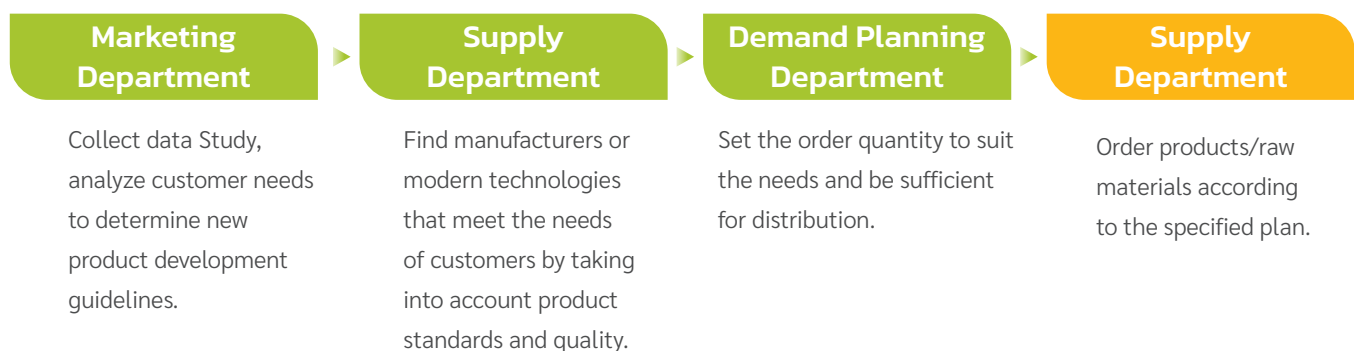 Marketing
Department
Collect data Study,
analyze customer needs
to determine new
product development
guidelines.
Supply
Department
Find manufacturers or
modern technologies
that meet the needs
of customers by taking
into account product
standards and quality.
Demand Planning
Department
Set the order quantity to suit
the needs and be sufficient
for distribution.
Supply
Department
Order products/raw
materials according
to the specified plan.